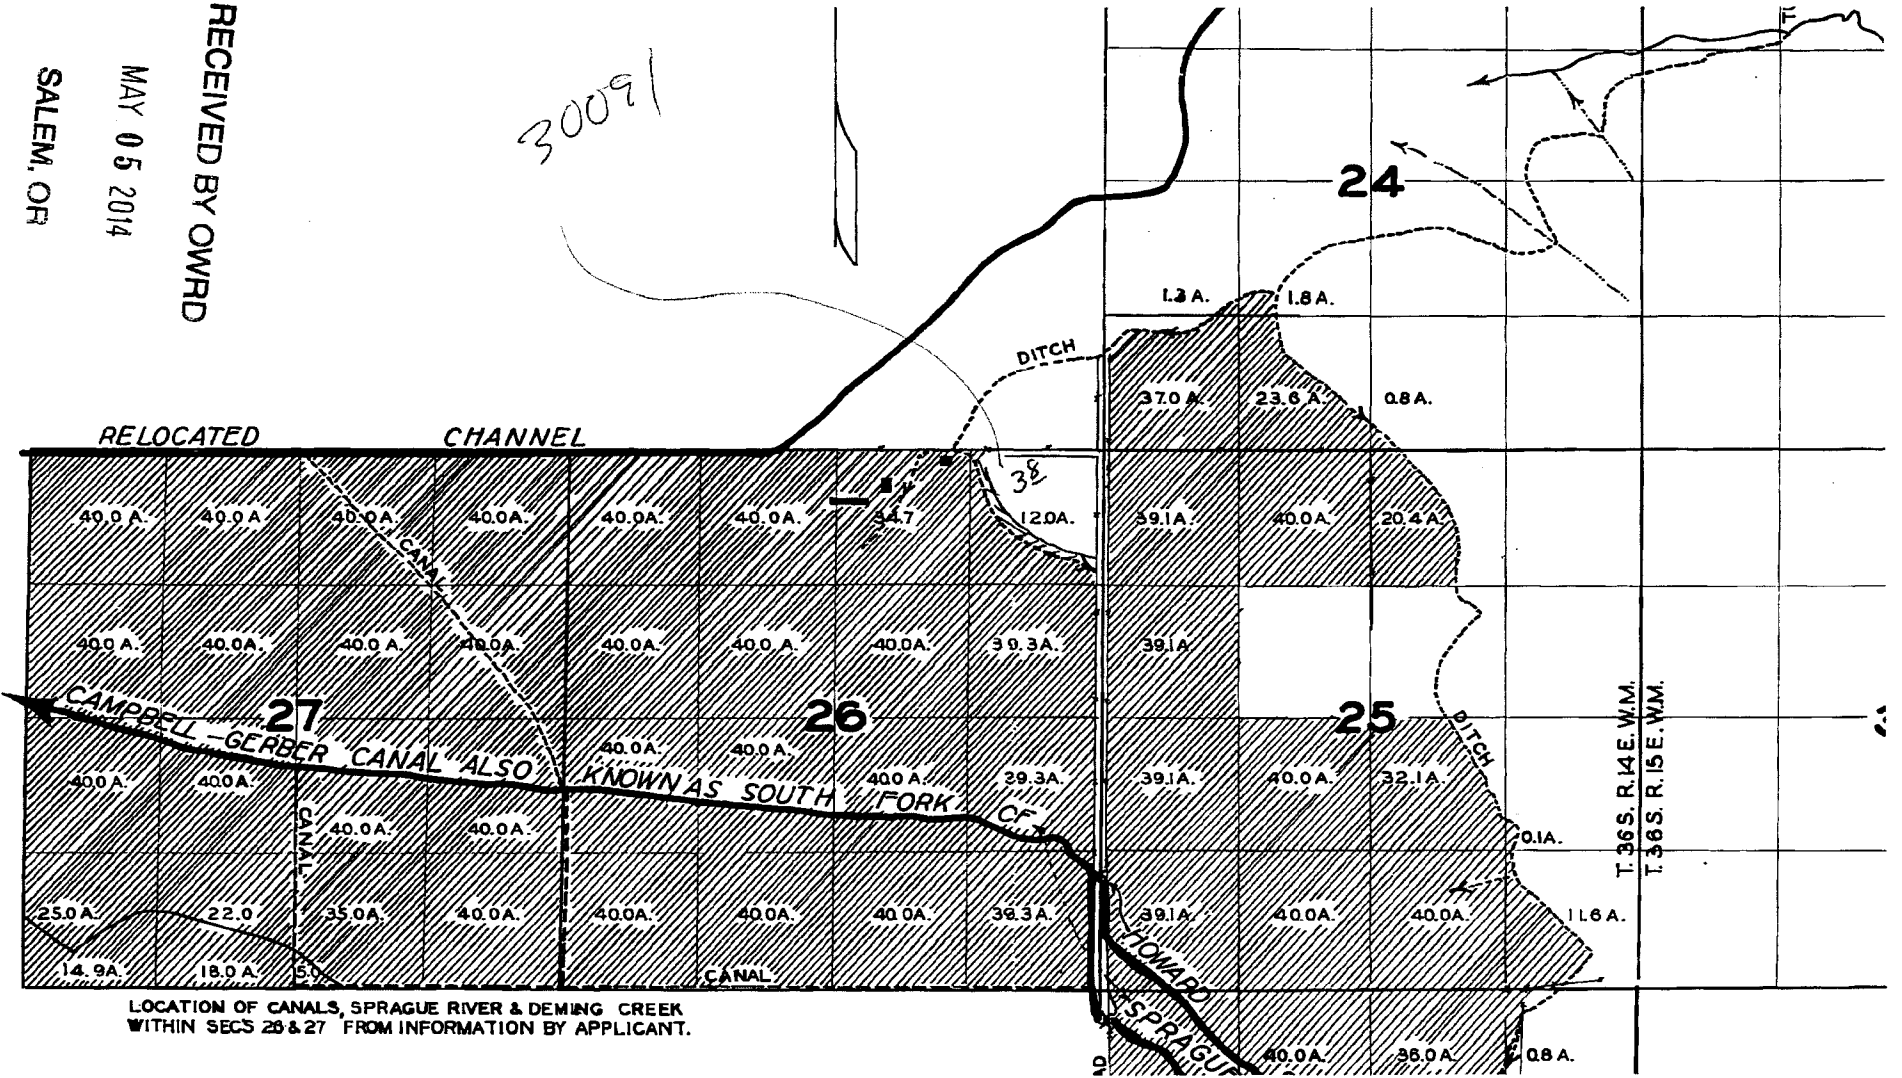 RECEIVED BY OWRD
MAY 05 2014
SALEM, OR
30091
24
1.3 A. 1.8 A.
DITCH
37.0 A. 23.6 A. 0.8 A.
RELOCATED CHANNEL
38
40.0 A. 40.0 A. 40.0 A. 40.0 A. 40.0 A. 40.0 A. 34.7 12.0 A. 39.1 A. 40.0 A. 20.4 A.
CANAL
40.0 A. 40.0 A. 40.0 A. 40.0 A. 40.0 A. 40.0 A. 40.0 A. 39.3 A. 39.1 A.
27 26 25
DITCH
T. 36 S. R. 14 E. W.M.
T. 36 S. R. 15 E. W.M.
CAMPBELL-GERBER CANAL ALSO KNOWN AS SOUTH FORK
40.0 A. 40.0 A.
40.0 A. 40.0 A. 40.0 A. 39.3 A. 39.1 A. 40.0 A. 32.1 A.
CANAL
40.0 A. 40.0 A. 0.1 A.
25.0 A. 22.0 35.0 A. 40.0 A. 40.0 A. 40.0 A. 40.0 A. 39.3 A. 39.1 A. 40.0 A. 40.0 A. 11.6 A.
14.9 A. 18.0 A. 5.0
CANAL
HOWARD
SPRAGUE
LOCATION OF CANALS, SPRAGUE RIVER & DEMING CREEK
WITHIN SEC'S 26 & 27 FROM INFORMATION BY APPLICANT.
40.0 A. 36.0 A. 0.8 A.